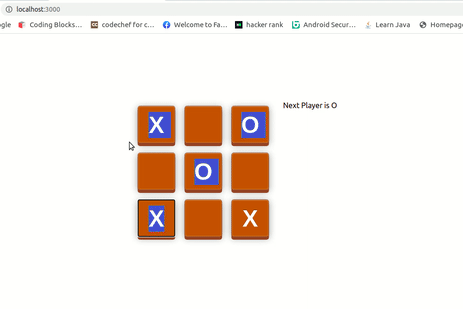 localhost:3000
gle Coding Blocks... codechef for c... Welcome to Fa... hacker rank Android Secur... Learn Java Homepag
Next Player is O
X O
O
X X